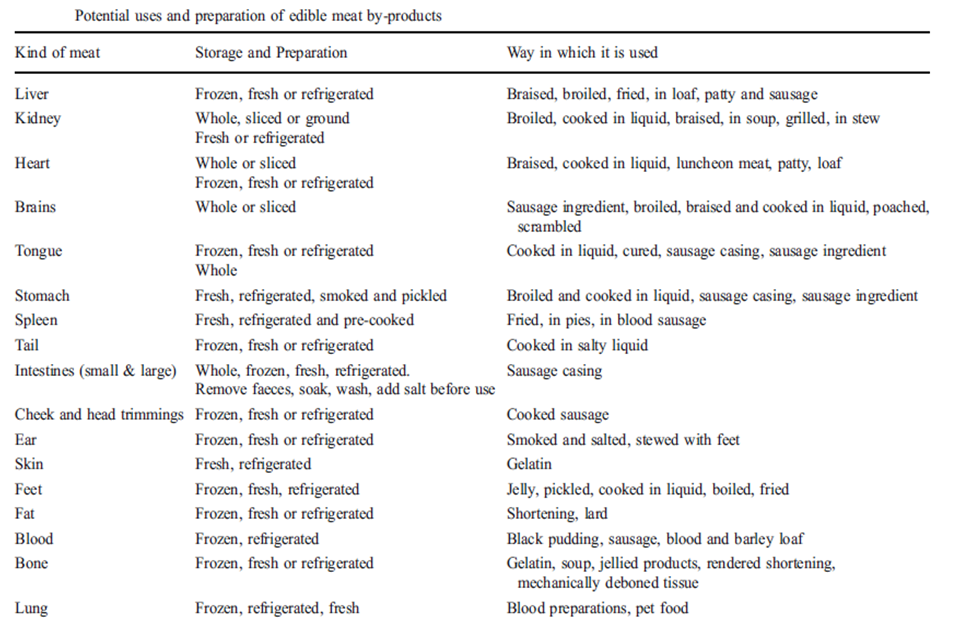 Potential uses and preparation of edible meat by-products
Kind of meat Storage and Preparation Way in which it is used
Liver Frozen, fresh or refrigerated Braised, broiled, fried, in loaf, patty and sausage
Kidney Whole, sliced or ground Broiled, cooked in liquid, braised, in soup, grilled, in stew
Fresh or refrigerated
Heart Whole or sliced Braised, cooked in liquid, luncheon meat, patty, loaf
Frozen, fresh or refrigerated
Brains Whole or sliced Sausage ingredient, broiled, braised and cooked in liquid, poached,
scrambled
Tongue Frozen, fresh or refrigerated Cooked in liquid, cured, sausage casing, sausage ingredient
Whole
Stomach Fresh, refrigerated, smoked and pickled Broiled and cooked in liquid, sausage casing, sausage ingredient
Spleen Fresh, refrigerated and pre-cooked Fried, in pies, in blood sausage
Tail Frozen, fresh or refrigerated Cooked in salty liquid
Intestines (small & large) Whole, frozen, fresh, refrigerated. Sausage casing
Remove faeces, soak, wash, add salt before use
Cheek and head trimmings Frozen, fresh or refrigerated Cooked sausage
Ear Frozen, fresh or refrigerated Smoked and salted, stewed with feet
Skin Fresh, refrigerated Gelatin
Feet Frozen, fresh, refrigerated Jelly, pickled, cooked in liquid, boiled, fried
Fat Frozen, fresh or refrigerated Shortening, lard
Blood Frozen, refrigerated Black pudding, sausage, blood and barley loaf
Bone Frozen, fresh or refrigerated Gelatin, soup, jellied products, rendered shortening,
mechanically deboned tissue
Lung Frozen, refrigerated, fresh Blood preparations, pet food